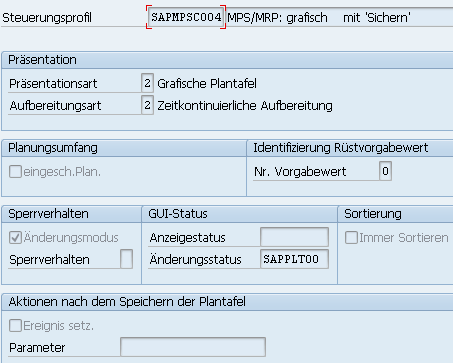 Steuerungsprofil SAPMPSC004 MPS/MRP: grafisch mit 'Sichern'
Präsentation
Präsentationsart 2 Grafische Plantafel
Aufbereitungsart 2 Zeitkontinuierliche Aufbereitung
Planungsumfang Identifizierung Rüstvorgabewert
eingesch.Plan. Nr. Vorgabewert 0
Sperrverhalten GUI-Status Sortierung
Änderungsmodus Anzeigestatus Immer Sortieren
Sperrverhalten Änderungsstatus SAPPLT00
Aktionen nach dem Speichern der Plantafel
Ereignis setz.
Parameter